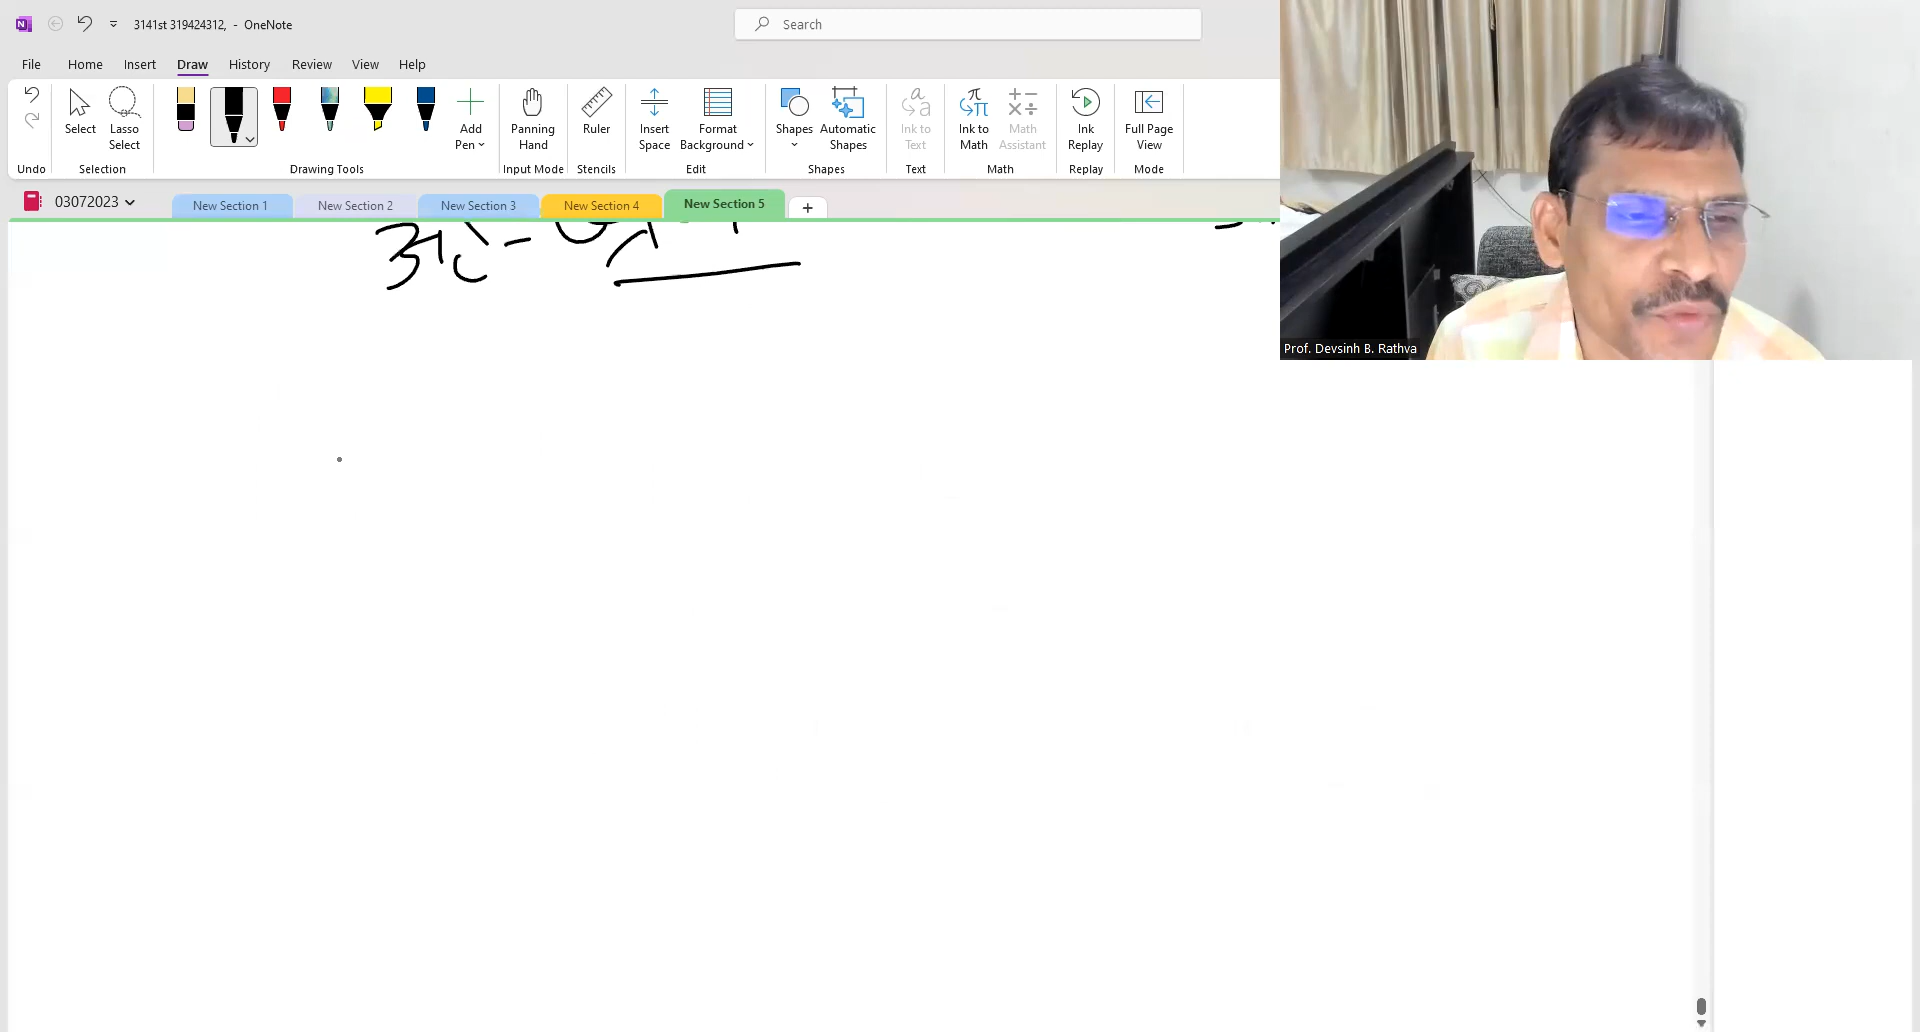 3141st 319424312, - OneNote
Search
File Home Insert Draw History Review View Help
Select
Lasso Select
Add Pen
Panning Hand
Ruler
Insert Space
Format Background
Shapes
Automatic Shapes
Ink to Text
Ink to Math
Math Assistant
Ink Replay
Full Page View
Undo Selection Drawing Tools Input Mode Stencils Edit Shapes Text Math Replay Mode
03072023 New Section 1 New Section 2 New Section 3 New Section 4 New Section 5 +
Prof. Devsinh B. Rathva